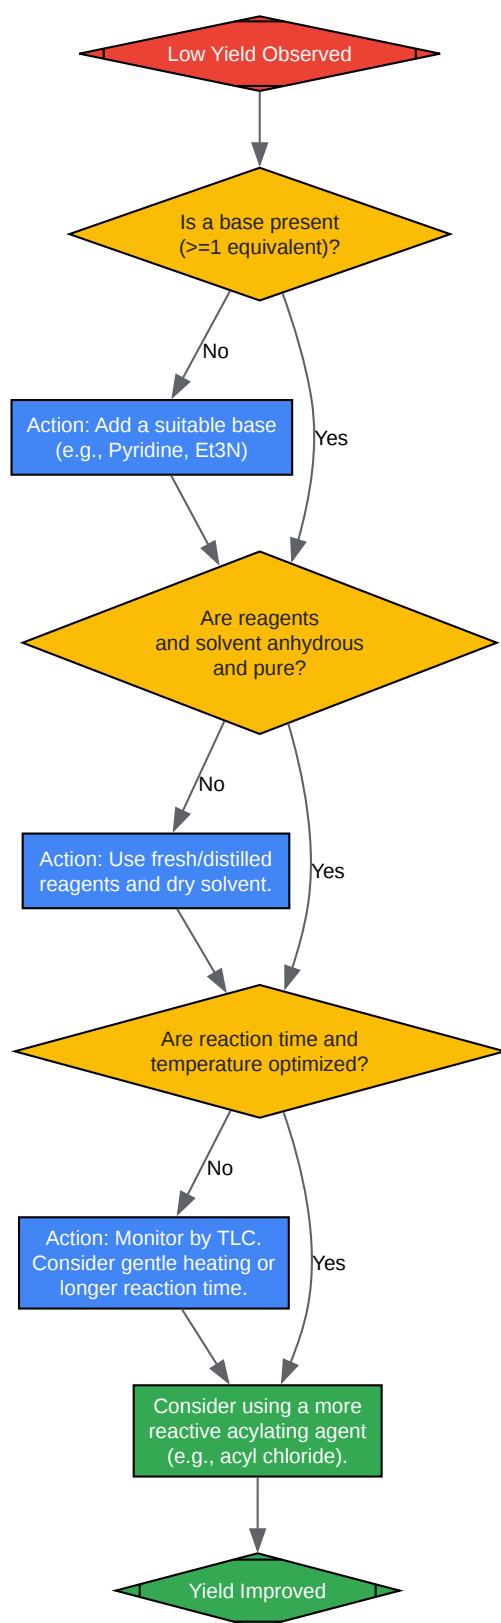 Low Yield Observed
Is a base present
(>=1 equivalent)?
No
Action: Add a suitable base
(e.g., Pyridine, Et3N)
Yes
Are reagents
and solvent anhydrous
and pure?
No
Action: Use fresh/distilled
reagents and dry solvent.
Yes
Are reaction time and
temperature optimized?
No
Action: Monitor by TLC.
Consider gentle heating or
longer reaction time.
Yes
Consider using a more
reactive acylating agent
(e.g., acyl chloride).
Yield Improved